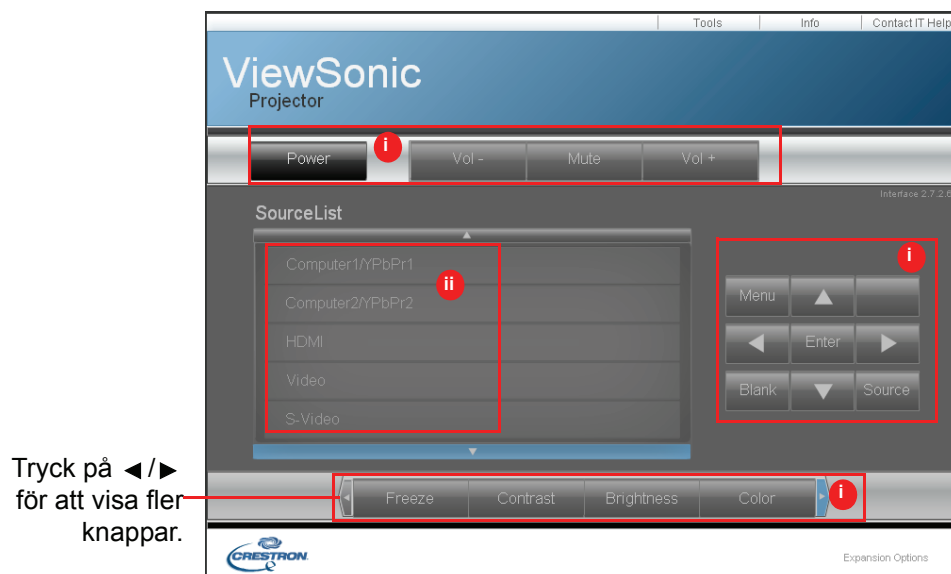 Tools Info Contact IT Help
ViewSonic
Projector
i
Power Vol - Mute Vol +
Interface 2.7.2.6
SourceList
Computer1/YPbPr1
ii
Computer2/YPbPr2
HDMI
Video
S-Video
i
Menu
Enter
Blank Source
Tryck på ◄/►
för att visa fler
knappar.
Freeze Contrast Brightness Color
i
CRESTRON
Expansion Options